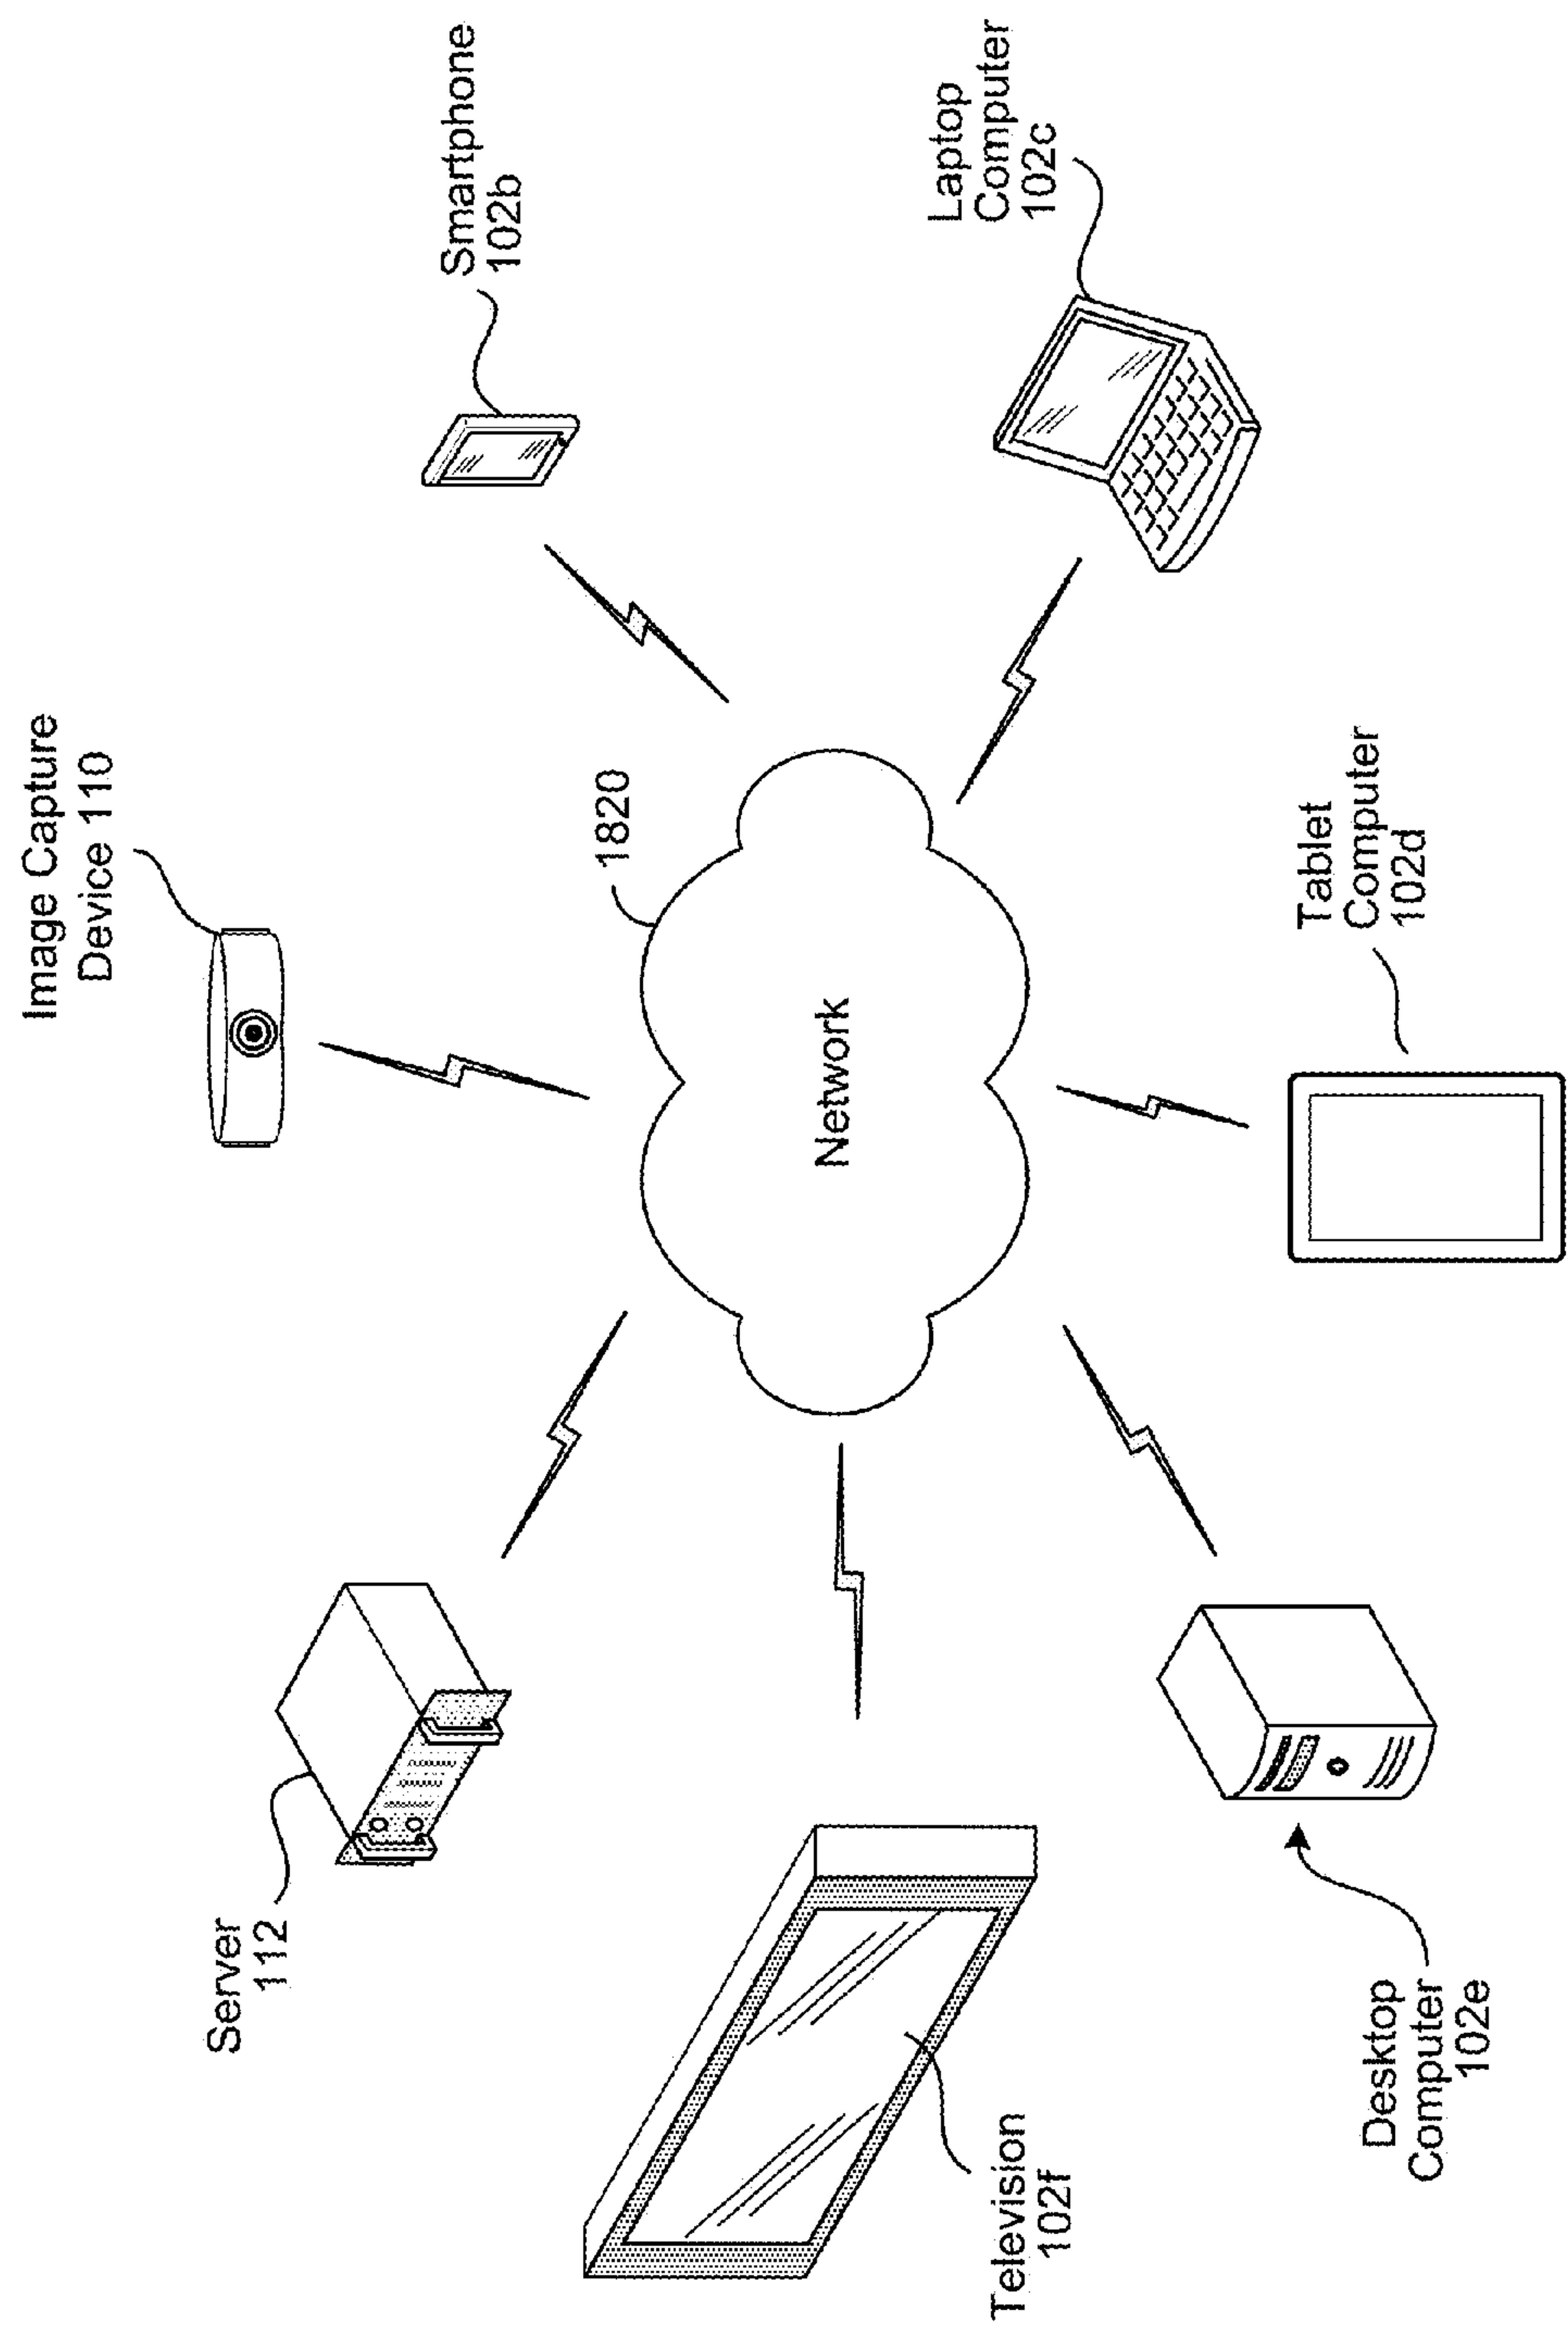 Image Capture
Device 110
Server
112
Smartphone
102b
1820
Network
Television
102f
Laptop
Computer
102c
Desktop
Computer
102e
Tablet
Computer
102d